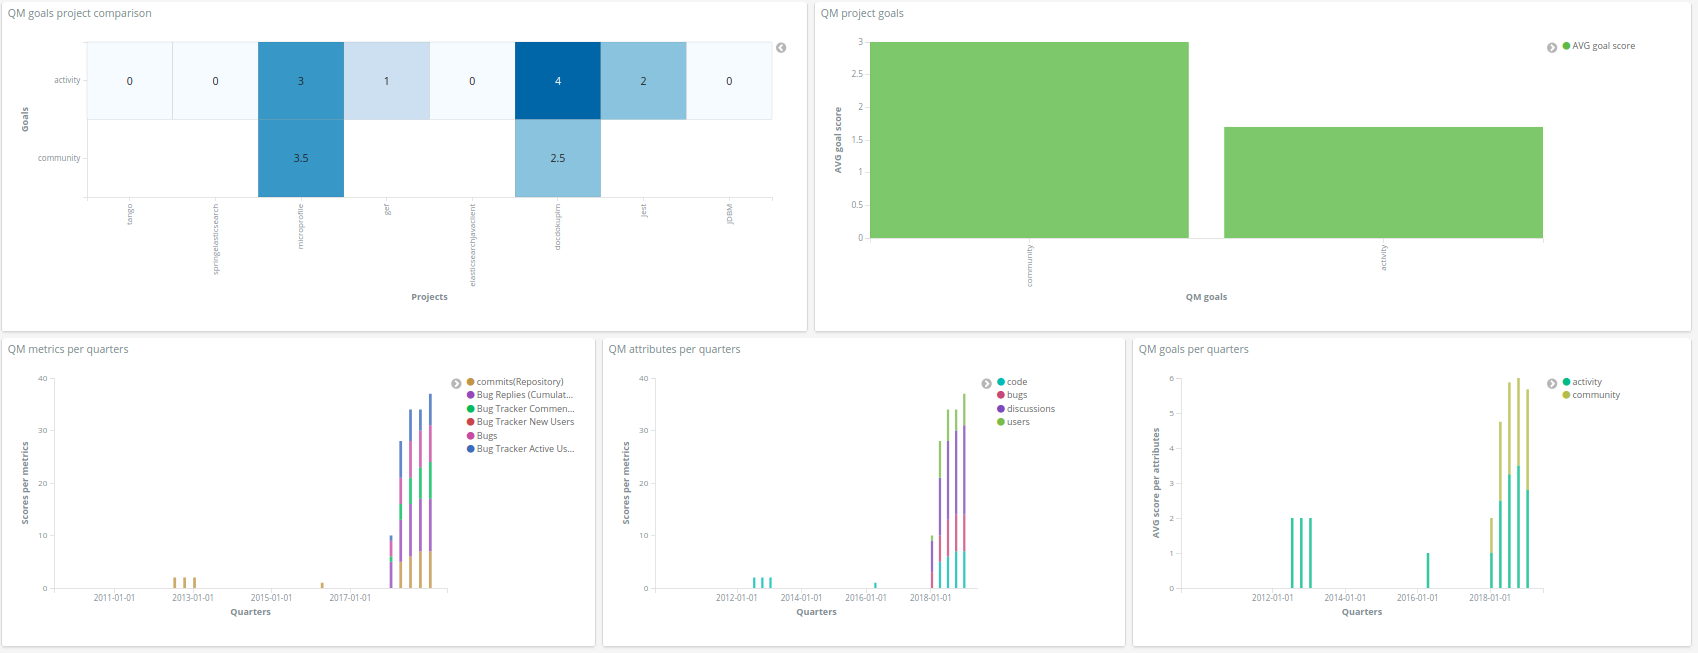 QM goals project comparison
Goals
activity
0 0 3 1 0 4 2 0
community
3.5 2.5
tango
springelasticsearch
microprofile
gef
elasticsearchjavaclient
docdokuplm
jest
JDBM
Projects
QM project goals
AVG goal score
3
2.5
2
1.5
1
0.5
0
community
activity
QM goals
AVG goal score
QM metrics per quarters
Scores per metrics
40
30
20
10
0
2011-01-01 2013-01-01 2015-01-01 2017-01-01
Quarters
commits(Repository)
Bug Replies (Cumulat...
Bug Tracker Commen...
Bug Tracker New Users
Bugs
Bug Tracker Active Us...
QM attributes per quarters
Scores per metrics
40
30
20
10
0
2012-01-01 2014-01-01 2016-01-01 2018-01-01
Quarters
code
bugs
discussions
users
QM goals per quarters
AVG score per attributes
6
5
4
3
2
1
0
2012-01-01 2014-01-01 2016-01-01 2018-01-01
Quarters
activity
community